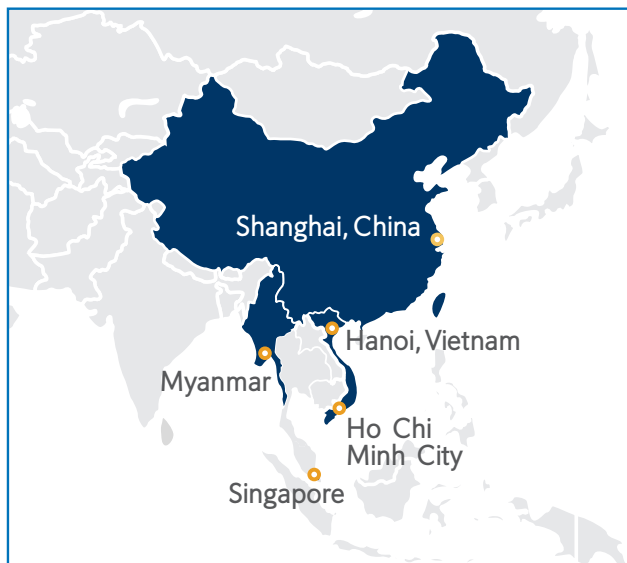 Shanghai, China
Hanoi, Vietnam
Myanmar
Ho Chi
Minh City
Singapore